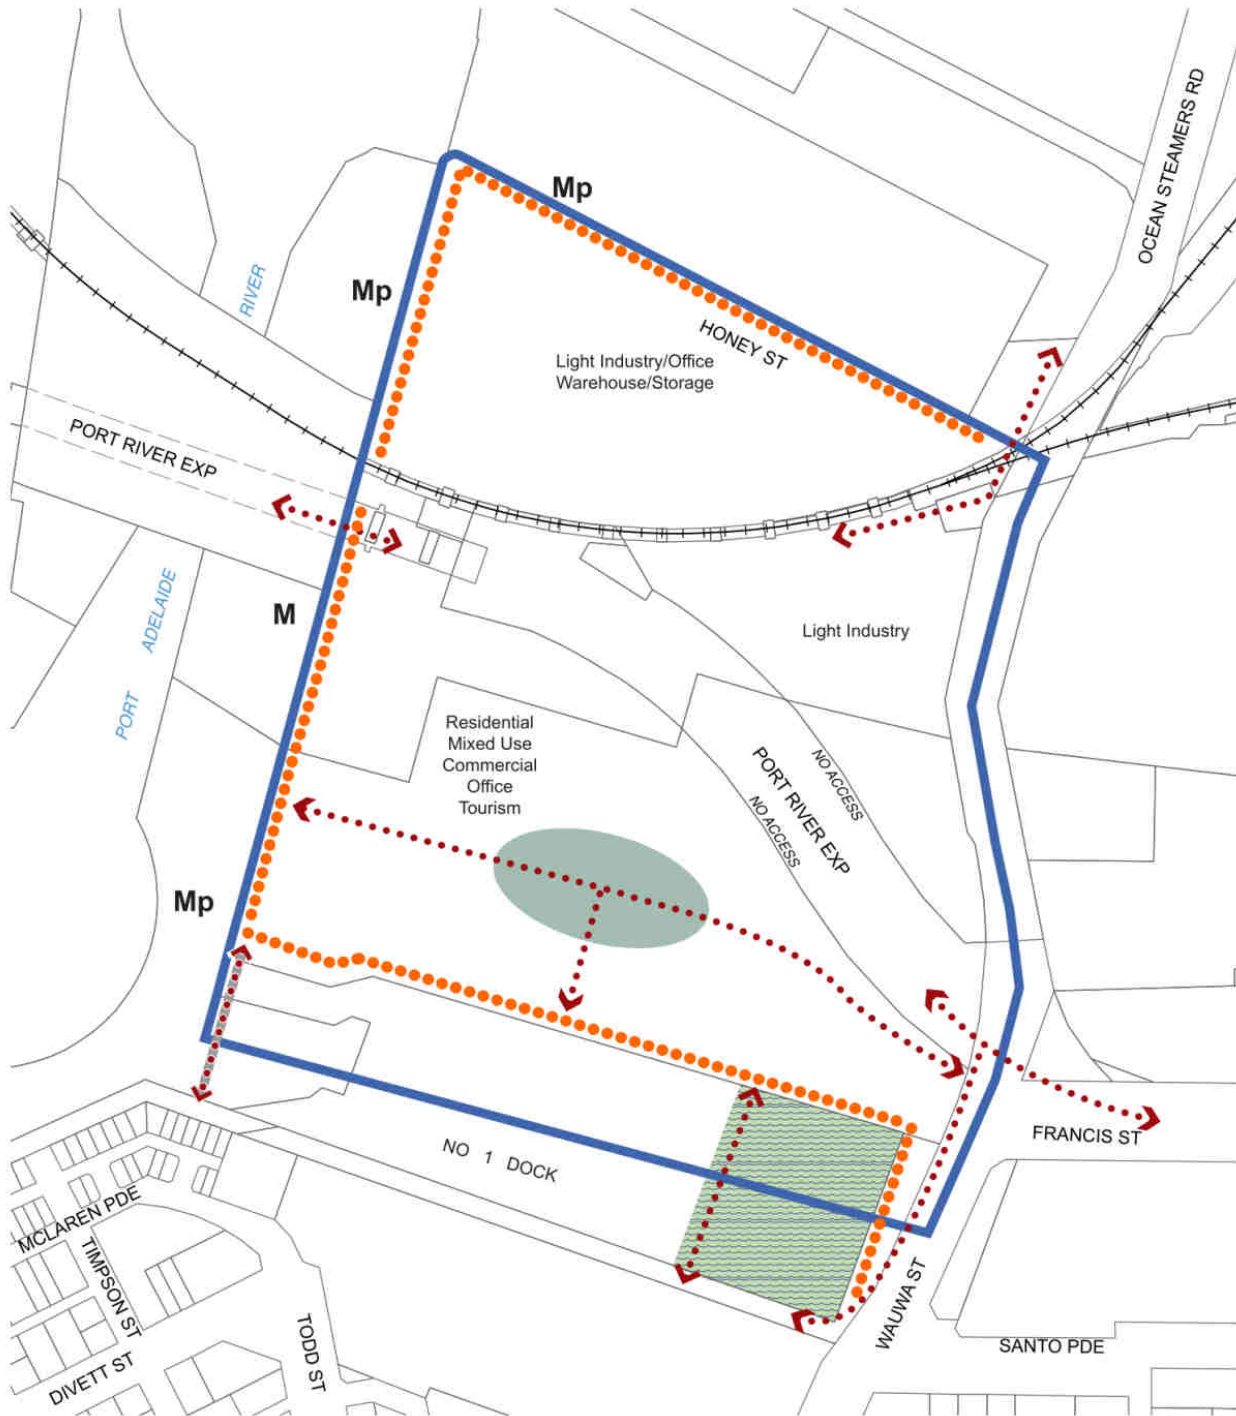 OCEAN STEAMERS RD
Mp
Mp
RIVER
HONEY ST
Light Industry/Office
Warehouse/Storage
PORT RIVER EXP
M
ADELAIDE
PORT
Light Industry
Residential
Mixed Use
Commercial
Office
Tourism
NO ACCESS
PORT RIVER EXP
NO ACCESS
Mp
FRANCIS ST
NO 1 DOCK
MCLAREN PDE
TIMPSON ST
DIVETT ST
TODD ST
WAUWA ST
SANTO PDE